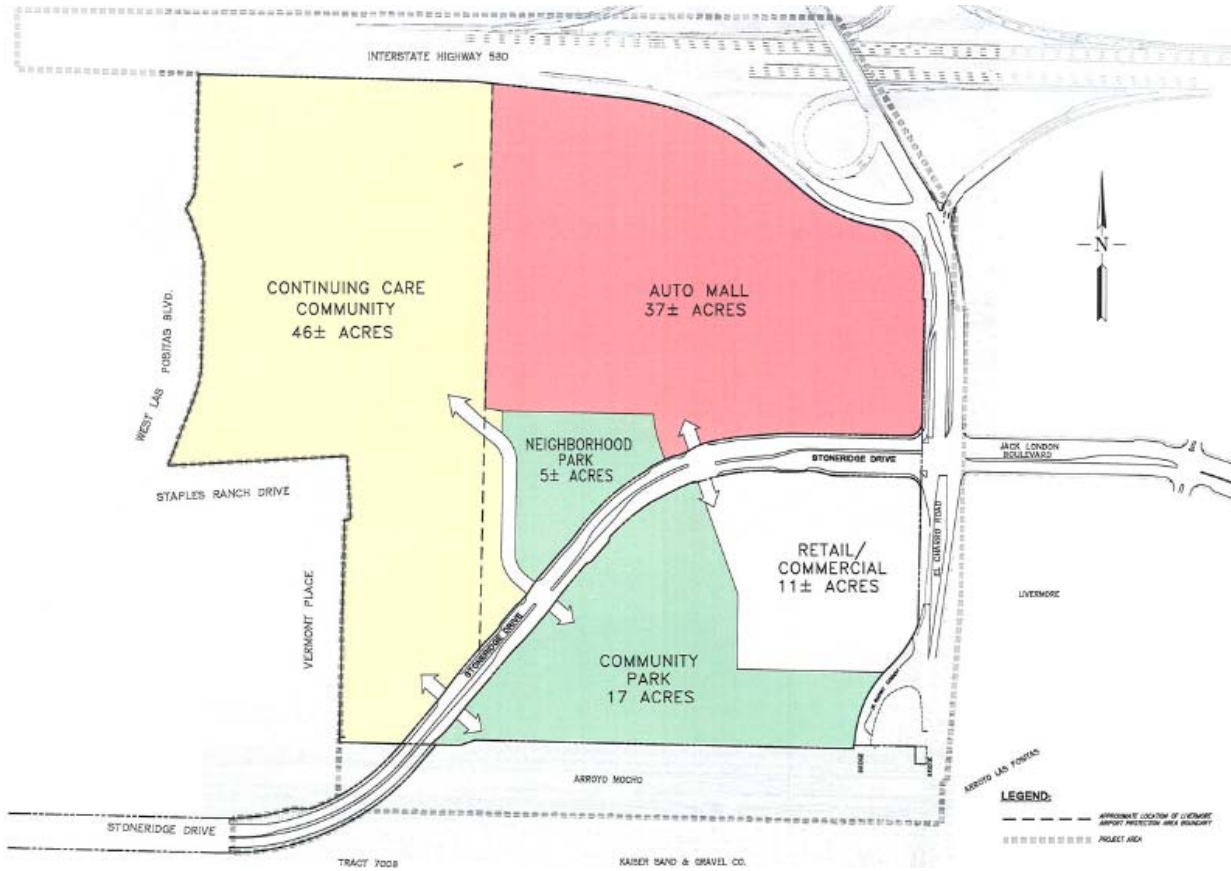 INTERSTATE HIGHWAY 580
CONTINUING CARE
COMMUNITY
46± ACRES
AUTO MALL
37± ACRES
WEST LAS POSITAS BLVD.
N
NEIGHBORHOOD
PARK
5± ACRES
STONERIDGE DRIVE
JACK LONDON
BOULEVARD
STAPLES RANCH DRIVE
RETAIL/
COMMERCIAL
11± ACRES
EL CHARRO ROAD
LIVERMORE
VERMONT PLACE
STONERIDGE DRIVE
COMMUNITY
PARK
17 ACRES
ARROYO MOCHO
BRIDGE
BRIDGE
ARROYO LAS POSITAS
LEGEND:
APPROXIMATE LOCATION OF LIVERMORE
AIRPORT PROTECTION AREA BOUNDARY
PROJECT AREA
STONERIDGE DRIVE
TRACT 7008
KAISER SAND & GRAVEL CO.